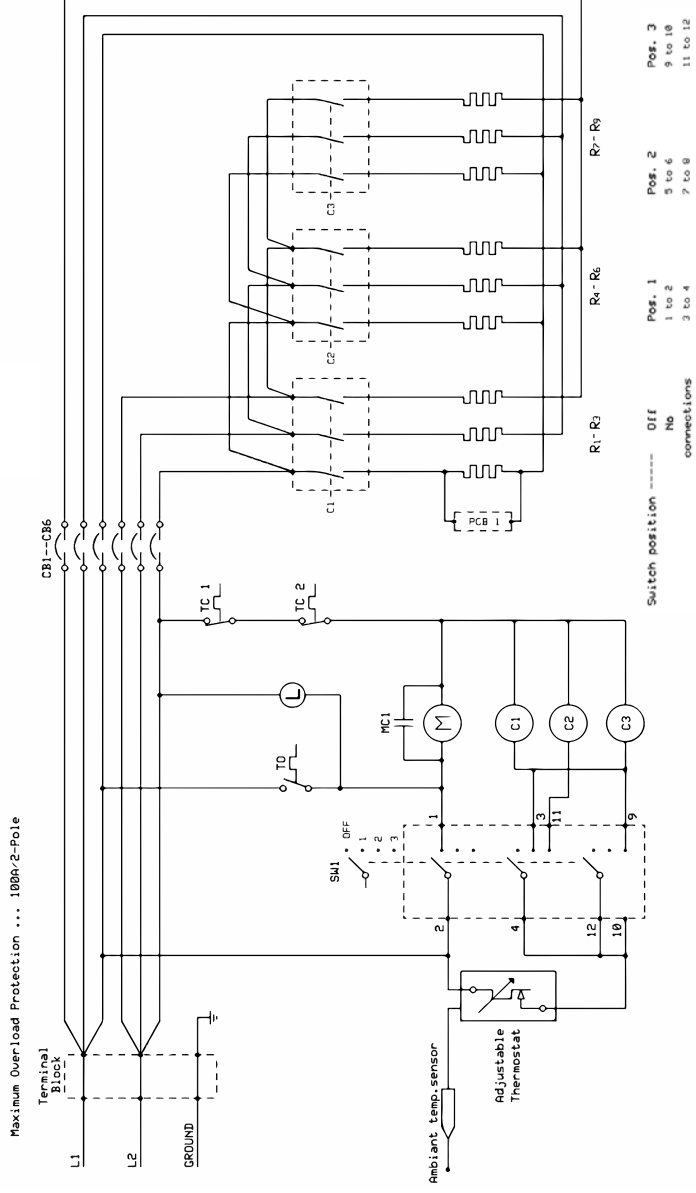 Maximum Overload Protection ... 100A/2-Pole
Terminal
Block
L1
L2
GROUND
CB1--CB6
TC 1
TC 2
TO
L
MC1
M
C1
C2
C3
SW1
OFF
1
2
3
1
3
11
9
2
4
12
10
Ambiant temp.sensor
Adjustable
Thermostat
C1
C2
C3
PCB 1
R1- R3
R4- R6
R7- R9
Switch position ----- Off Pos. 1 Pos. 2 Pos. 3
No 1 to 2 5 to 6 9 to 10
connections 3 to 4 7 to 8 11 to 12